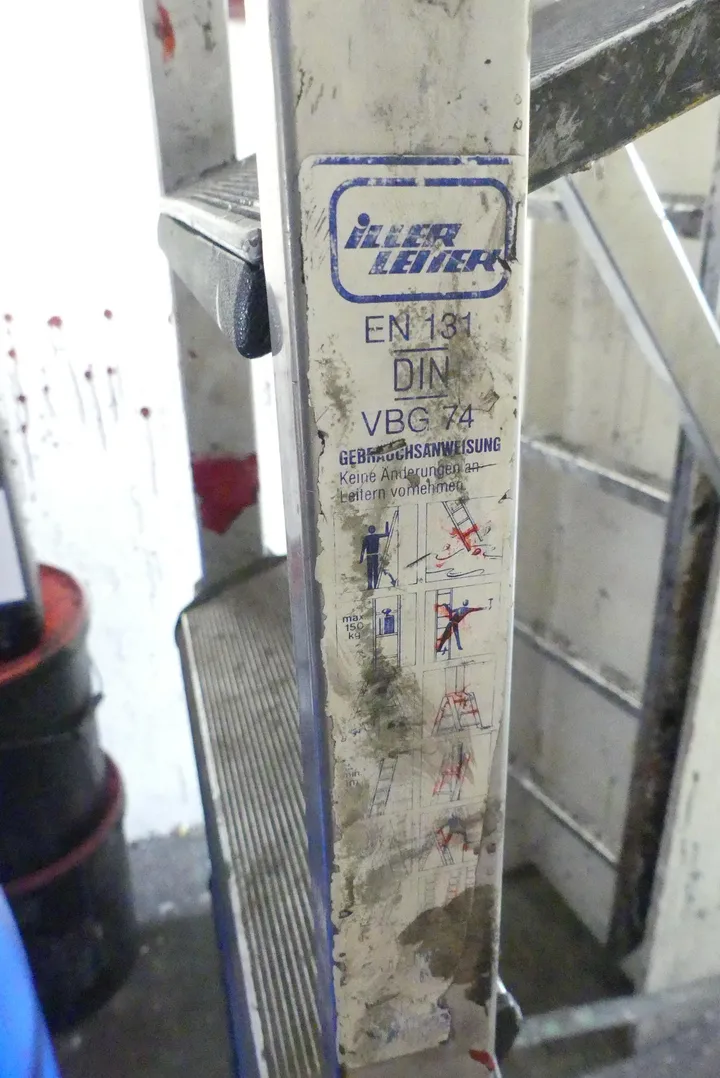 iLLER
LEITER
EN 131
DIN
VBG 74
GEBRAUCHSANWEISUNG
Keine Änderungen an
Leitern vornehmen
max
150
kg